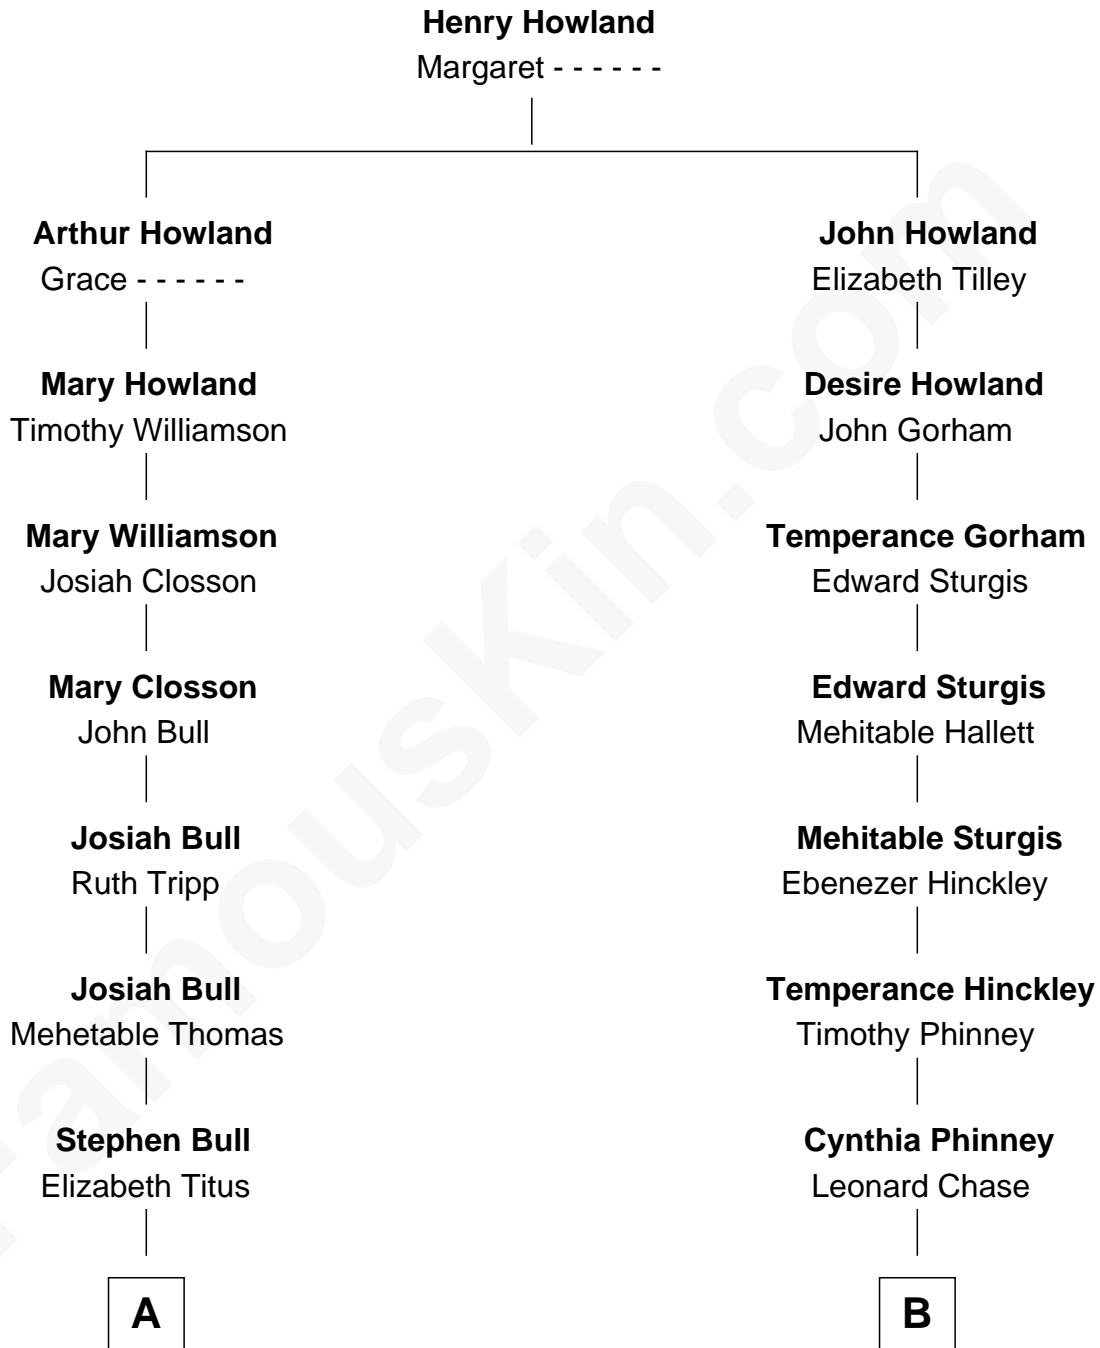 Henry Howland
Margaret - - - - - -
Arthur Howland
Grace - - - - - -
John Howland
Elizabeth Tilley
Mary Howland
Timothy Williamson
Desire Howland
John Gorham
Mary Williamson
Josiah Closson
Temperance Gorham
Edward Sturgis
Mary Closson
John Bull
Edward Sturgis
Mehitable Hallett
Josiah Bull
Ruth Tripp
Mehitable Sturgis
Ebenezer Hinckley
Josiah Bull
Mehetable Thomas
Temperance Hinckley
Timothy Phinney
Stephen Bull
Elizabeth Titus
Cynthia Phinney
Leonard Chase
A
B
FamousKin.com